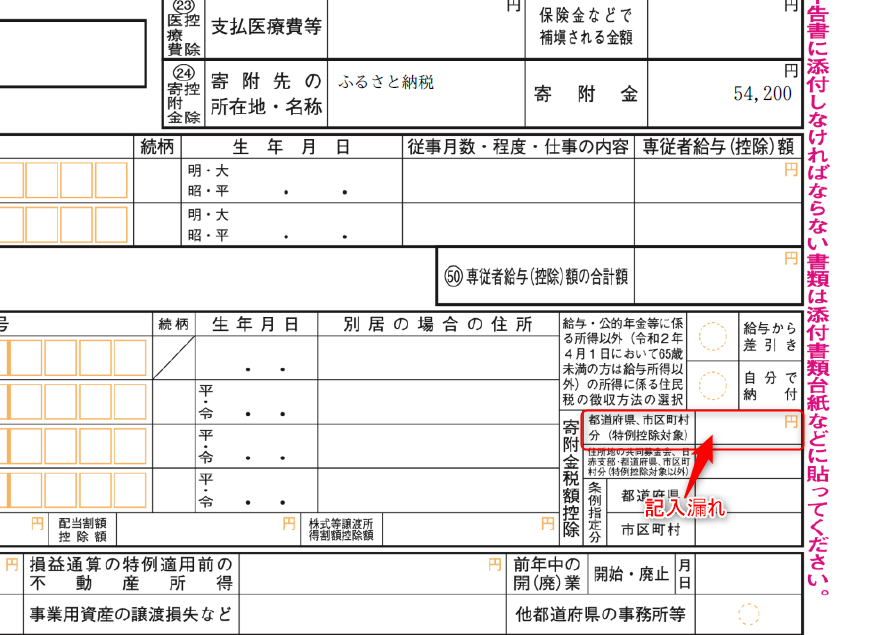 ㉓
医療費控除
支払医療費等
円
保険金などで
補塡される金額
円
㉔
寄附金控除
寄附先の
所在地・名称
ふるさと納税
寄附金
円
54,200
続柄
生年月日
従事月数・程度・仕事の内容
専従者給与(控除)額
明・大
昭・平 ・ ・
円
明・大
昭・平 ・ ・
㊿専従者給与(控除)額の合計額
円
号
続柄
生年月日
別居の場合の住所
・ ・
平・令 ・ ・
平・令 ・ ・
平・令 ・ ・
給与・公的年金等に係
る所得以外（令和２年
４月１日において65歳
未満の方は給与所得以
外）の所得に係る住民
税の徴収方法の選択
給与から
差引き
自分で
納付
寄附金税額控除
都道府県、市区町村
分（特例控除対象）
円
住所地の共同募金会、日
赤支部・都道府県、市区町
村分(特例控除対象以外)
条例指定分
都道府県
市区町村
記入漏れ
円
配当割額
控除額
円
株式等譲渡所
得割額控除額
円
円
損益通算の特例適用前の
不動産所得
円
前年中の
開(廃)業
開始・廃止
月
日
事業用資産の譲渡損失など
他都道府県の事務所等
告書に添付しなければならない書類は添付書類台紙などに貼ってください。